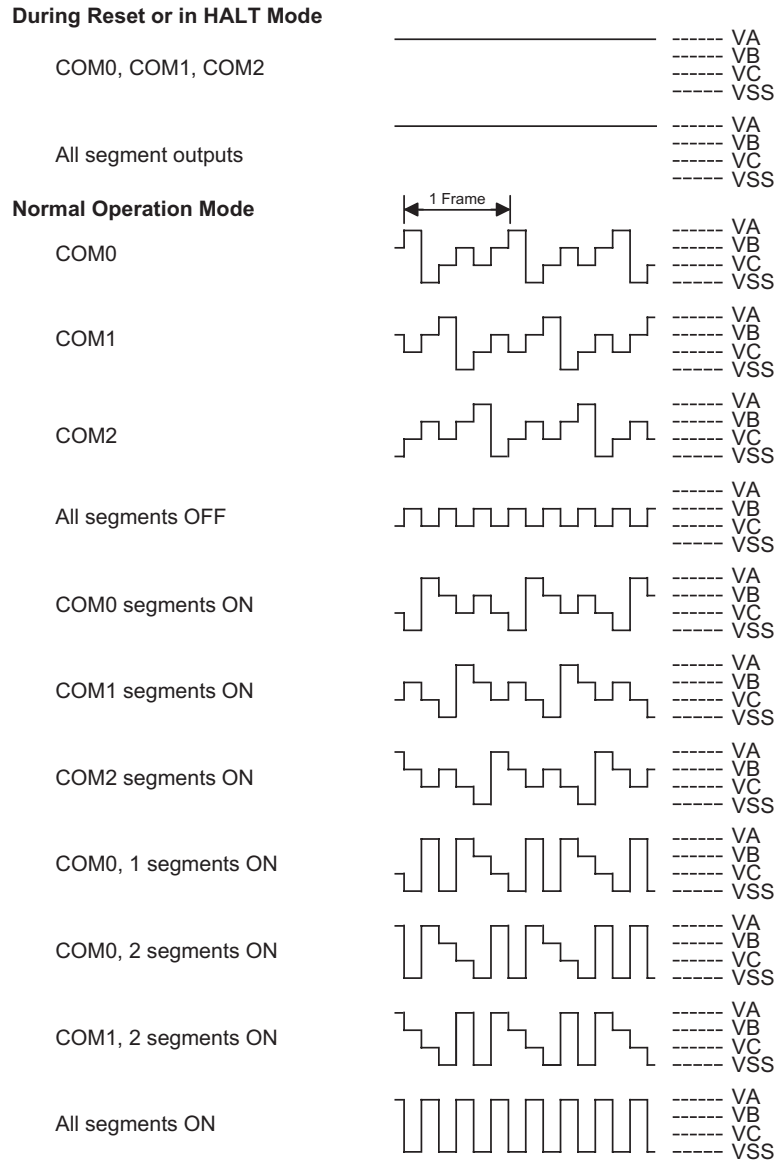 During Reset or in HALT Mode
COM0, COM1, COM2
VA
VB
VC
VSS
All segment outputs
VA
VB
VC
VSS
Normal Operation Mode
1 Frame
COM0
VA
VB
VC
VSS
COM1
VA
VB
VC
VSS
COM2
VA
VB
VC
VSS
All segments OFF
VA
VB
VC
VSS
COM0 segments ON
VA
VB
VC
VSS
COM1 segments ON
VA
VB
VC
VSS
COM2 segments ON
VA
VB
VC
VSS
COM0, 1 segments ON
VA
VB
VC
VSS
COM0, 2 segments ON
VA
VB
VC
VSS
COM1, 2 segments ON
VA
VB
VC
VSS
All segments ON
VA
VB
VC
VSS